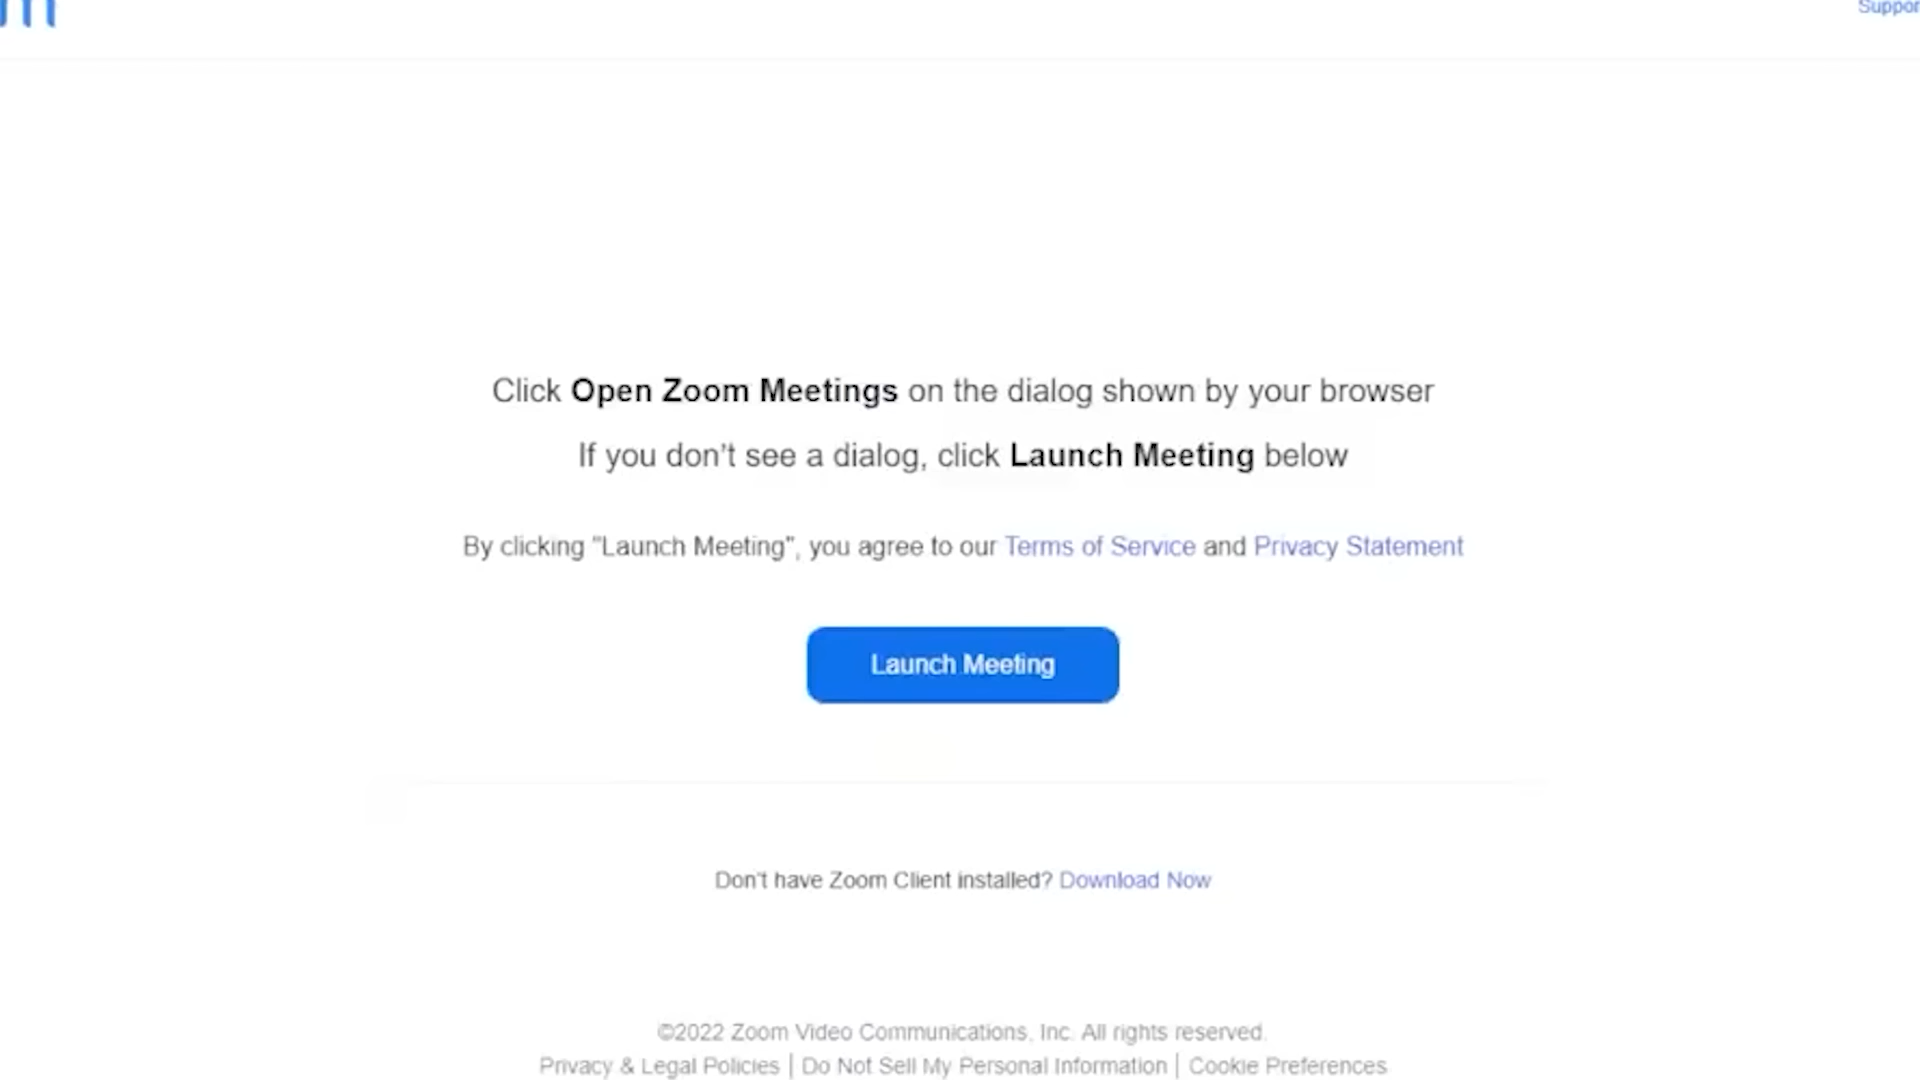 Click Open Zoom Meetings on the dialog shown by your browser
If you don't see a dialog, click Launch Meeting below
By clicking "Launch Meeting", you agree to our Terms of Service and Privacy Statement
Launch Meeting
Don't have Zoom Client installed? Download Now
©2022 Zoom Video Communications, Inc. All rights reserved.
Privacy & Legal Policies | Do Not Sell My Personal Information | Cookie Preferences